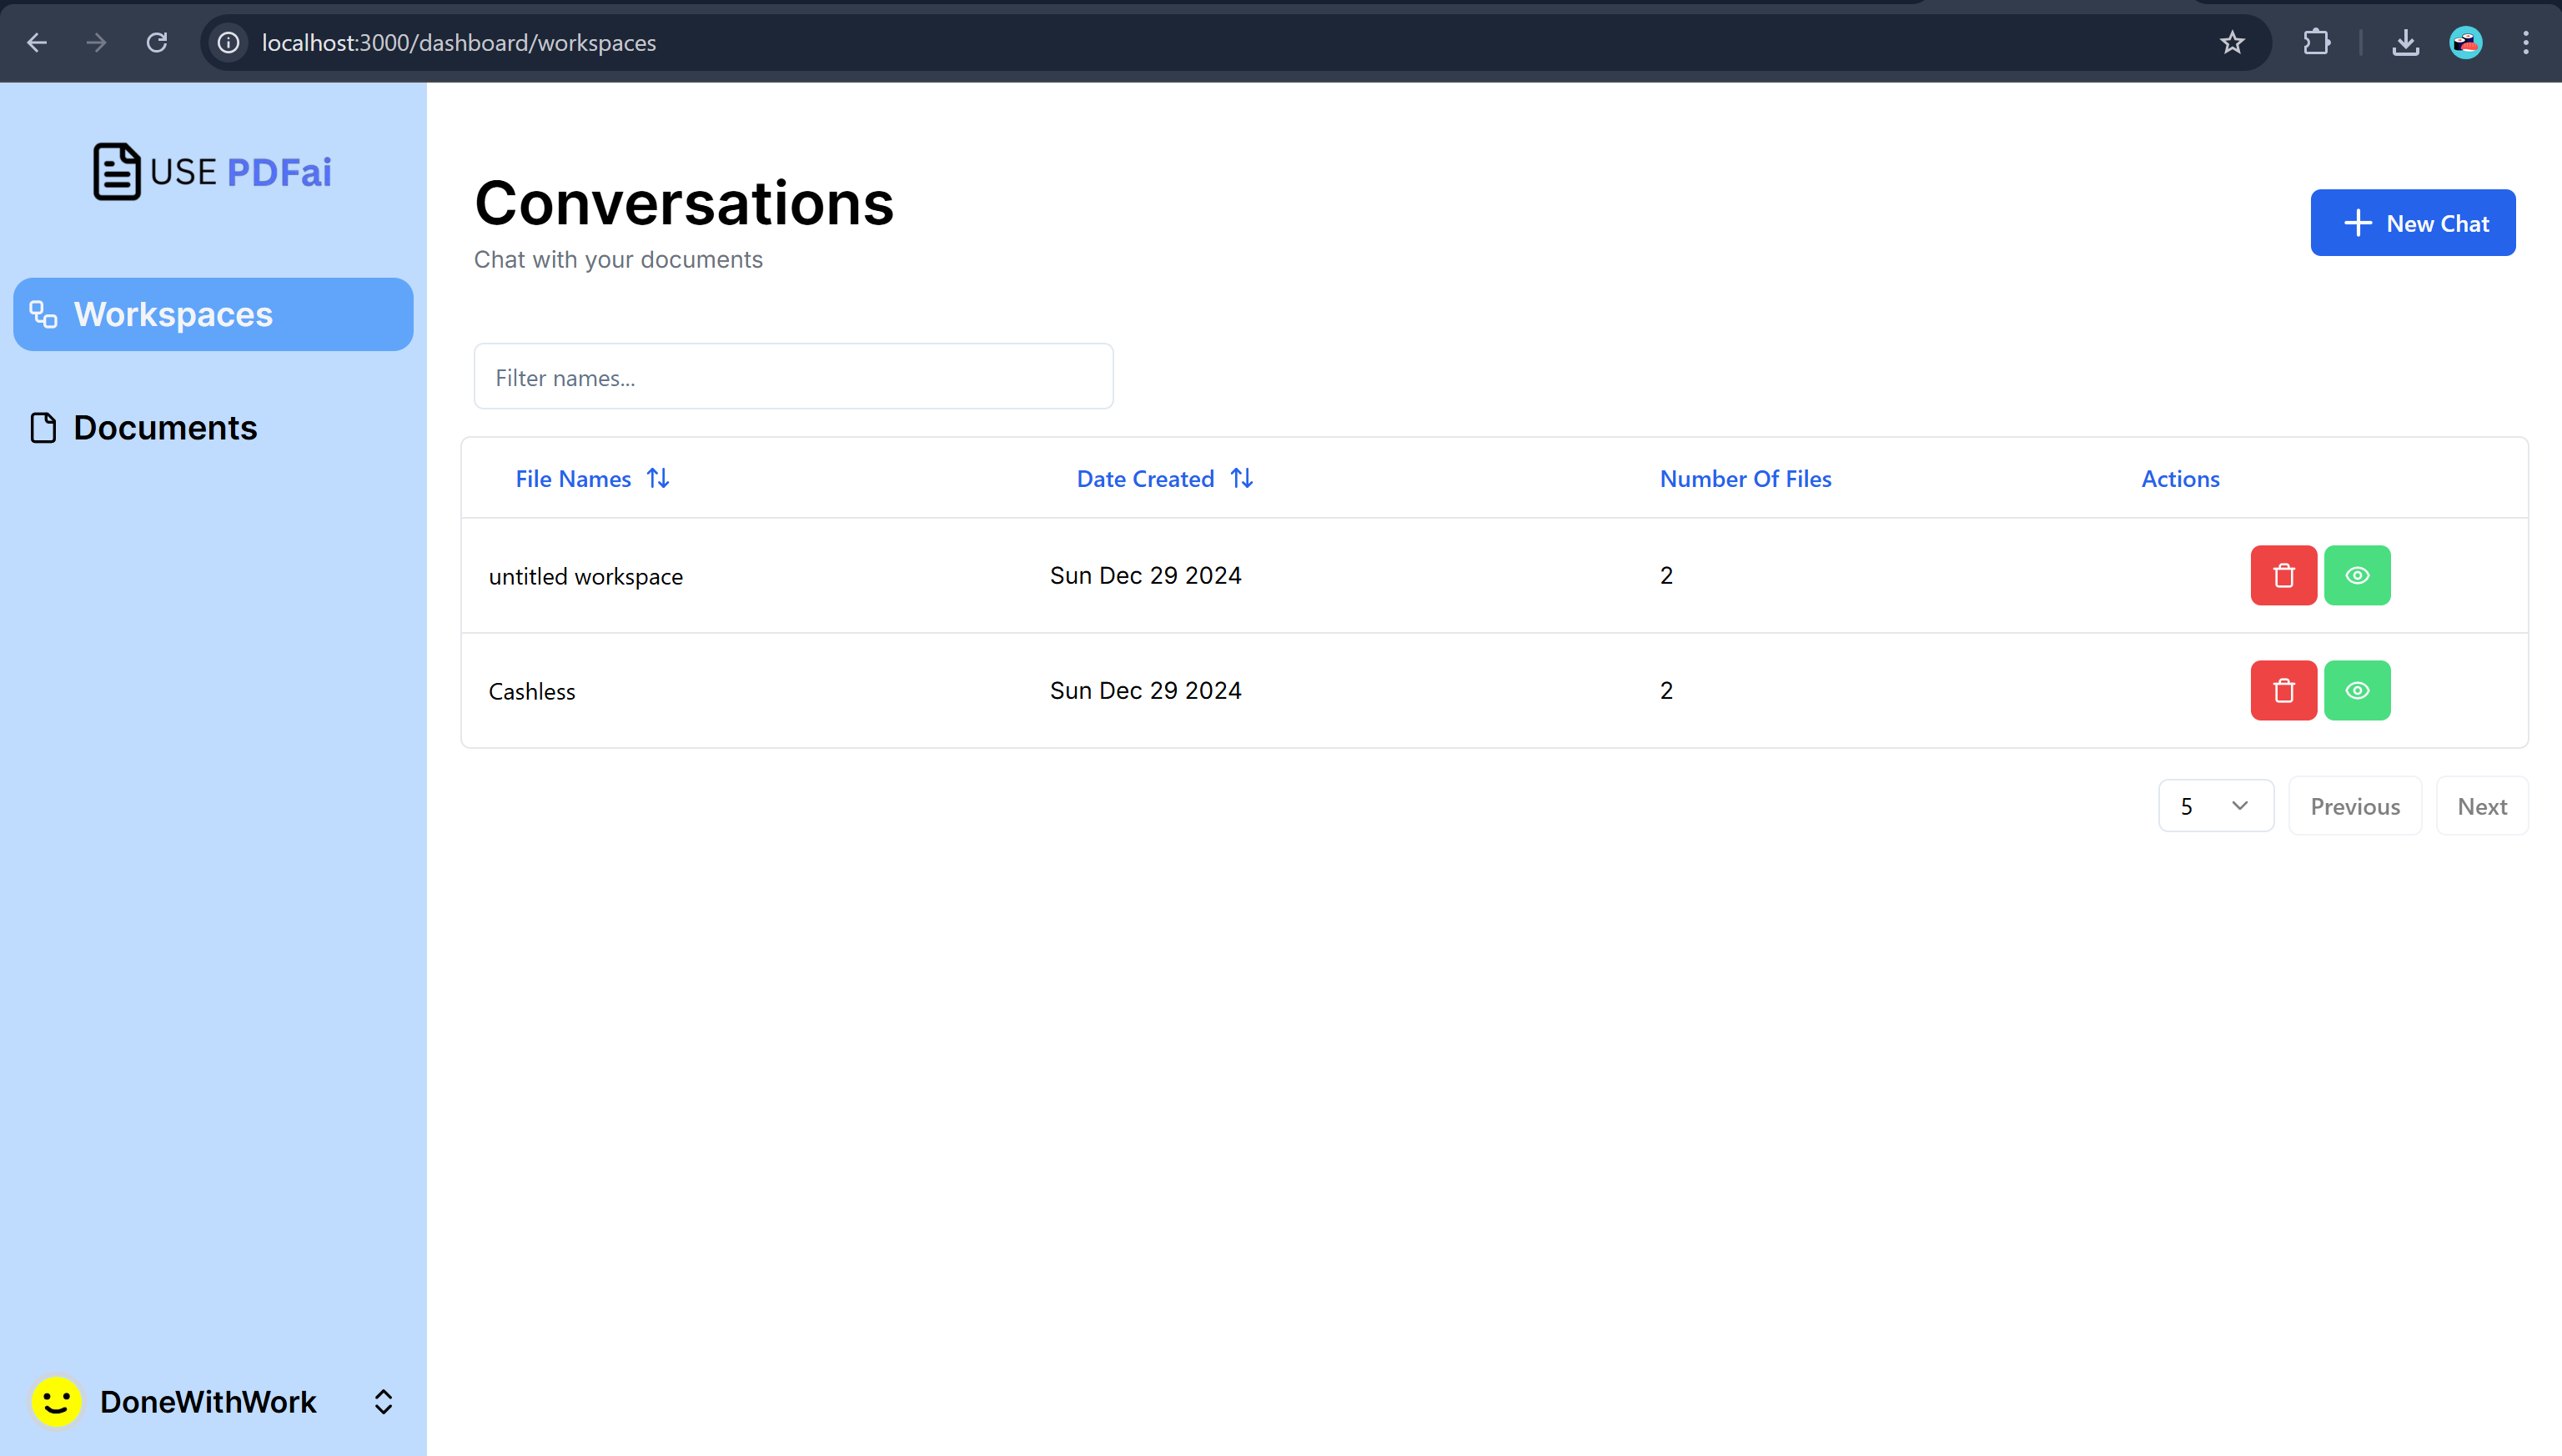 localhost:3000/dashboard/workspaces
USE PDFai
Workspaces
Documents
DoneWithWork
Conversations
Chat with your documents
New Chat
Filter names...
File Names Date Created Number Of Files Actions
untitled workspace Sun Dec 29 2024 2
Cashless Sun Dec 29 2024 2
5 Previous Next